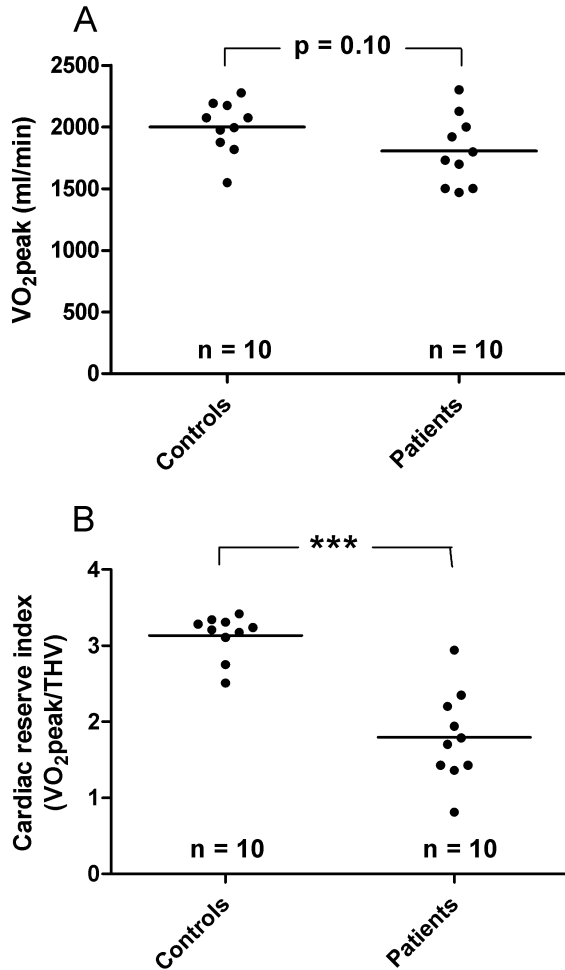 A
p = 0.10
VO₂peak (ml/min)
2500
2000
1500
1000
500
0
n = 10
n = 10
Controls
Patients
B
***
Cardiac reserve index
(VO₂peak/THV)
4
3
2
1
0
n = 10
n = 10
Controls
Patients